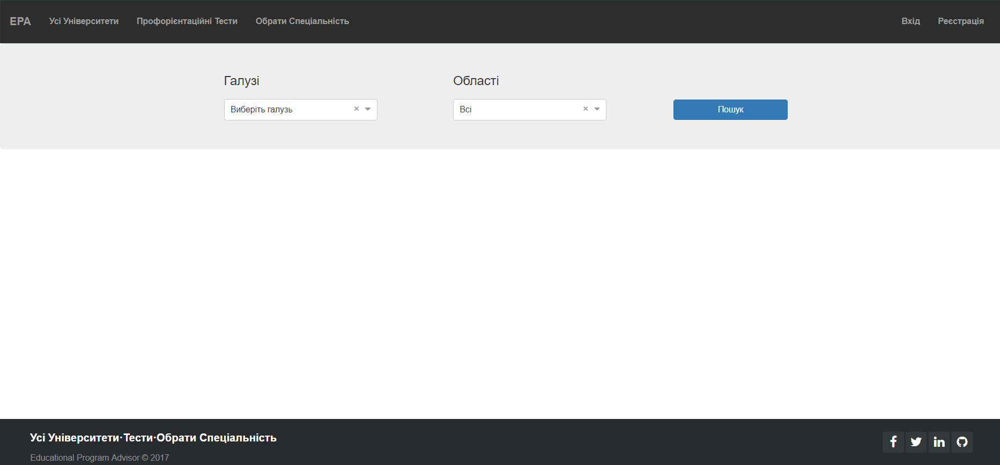 EPA Усі Університети Профорієнтаційні Тести Обрати Спеціальність Вхід Реєстрація
Галузі Області
Виберіть галузь × Всі × Пошук
Усі Університети·Тести·Обрати Спеціальність
Educational Program Advisor © 2017